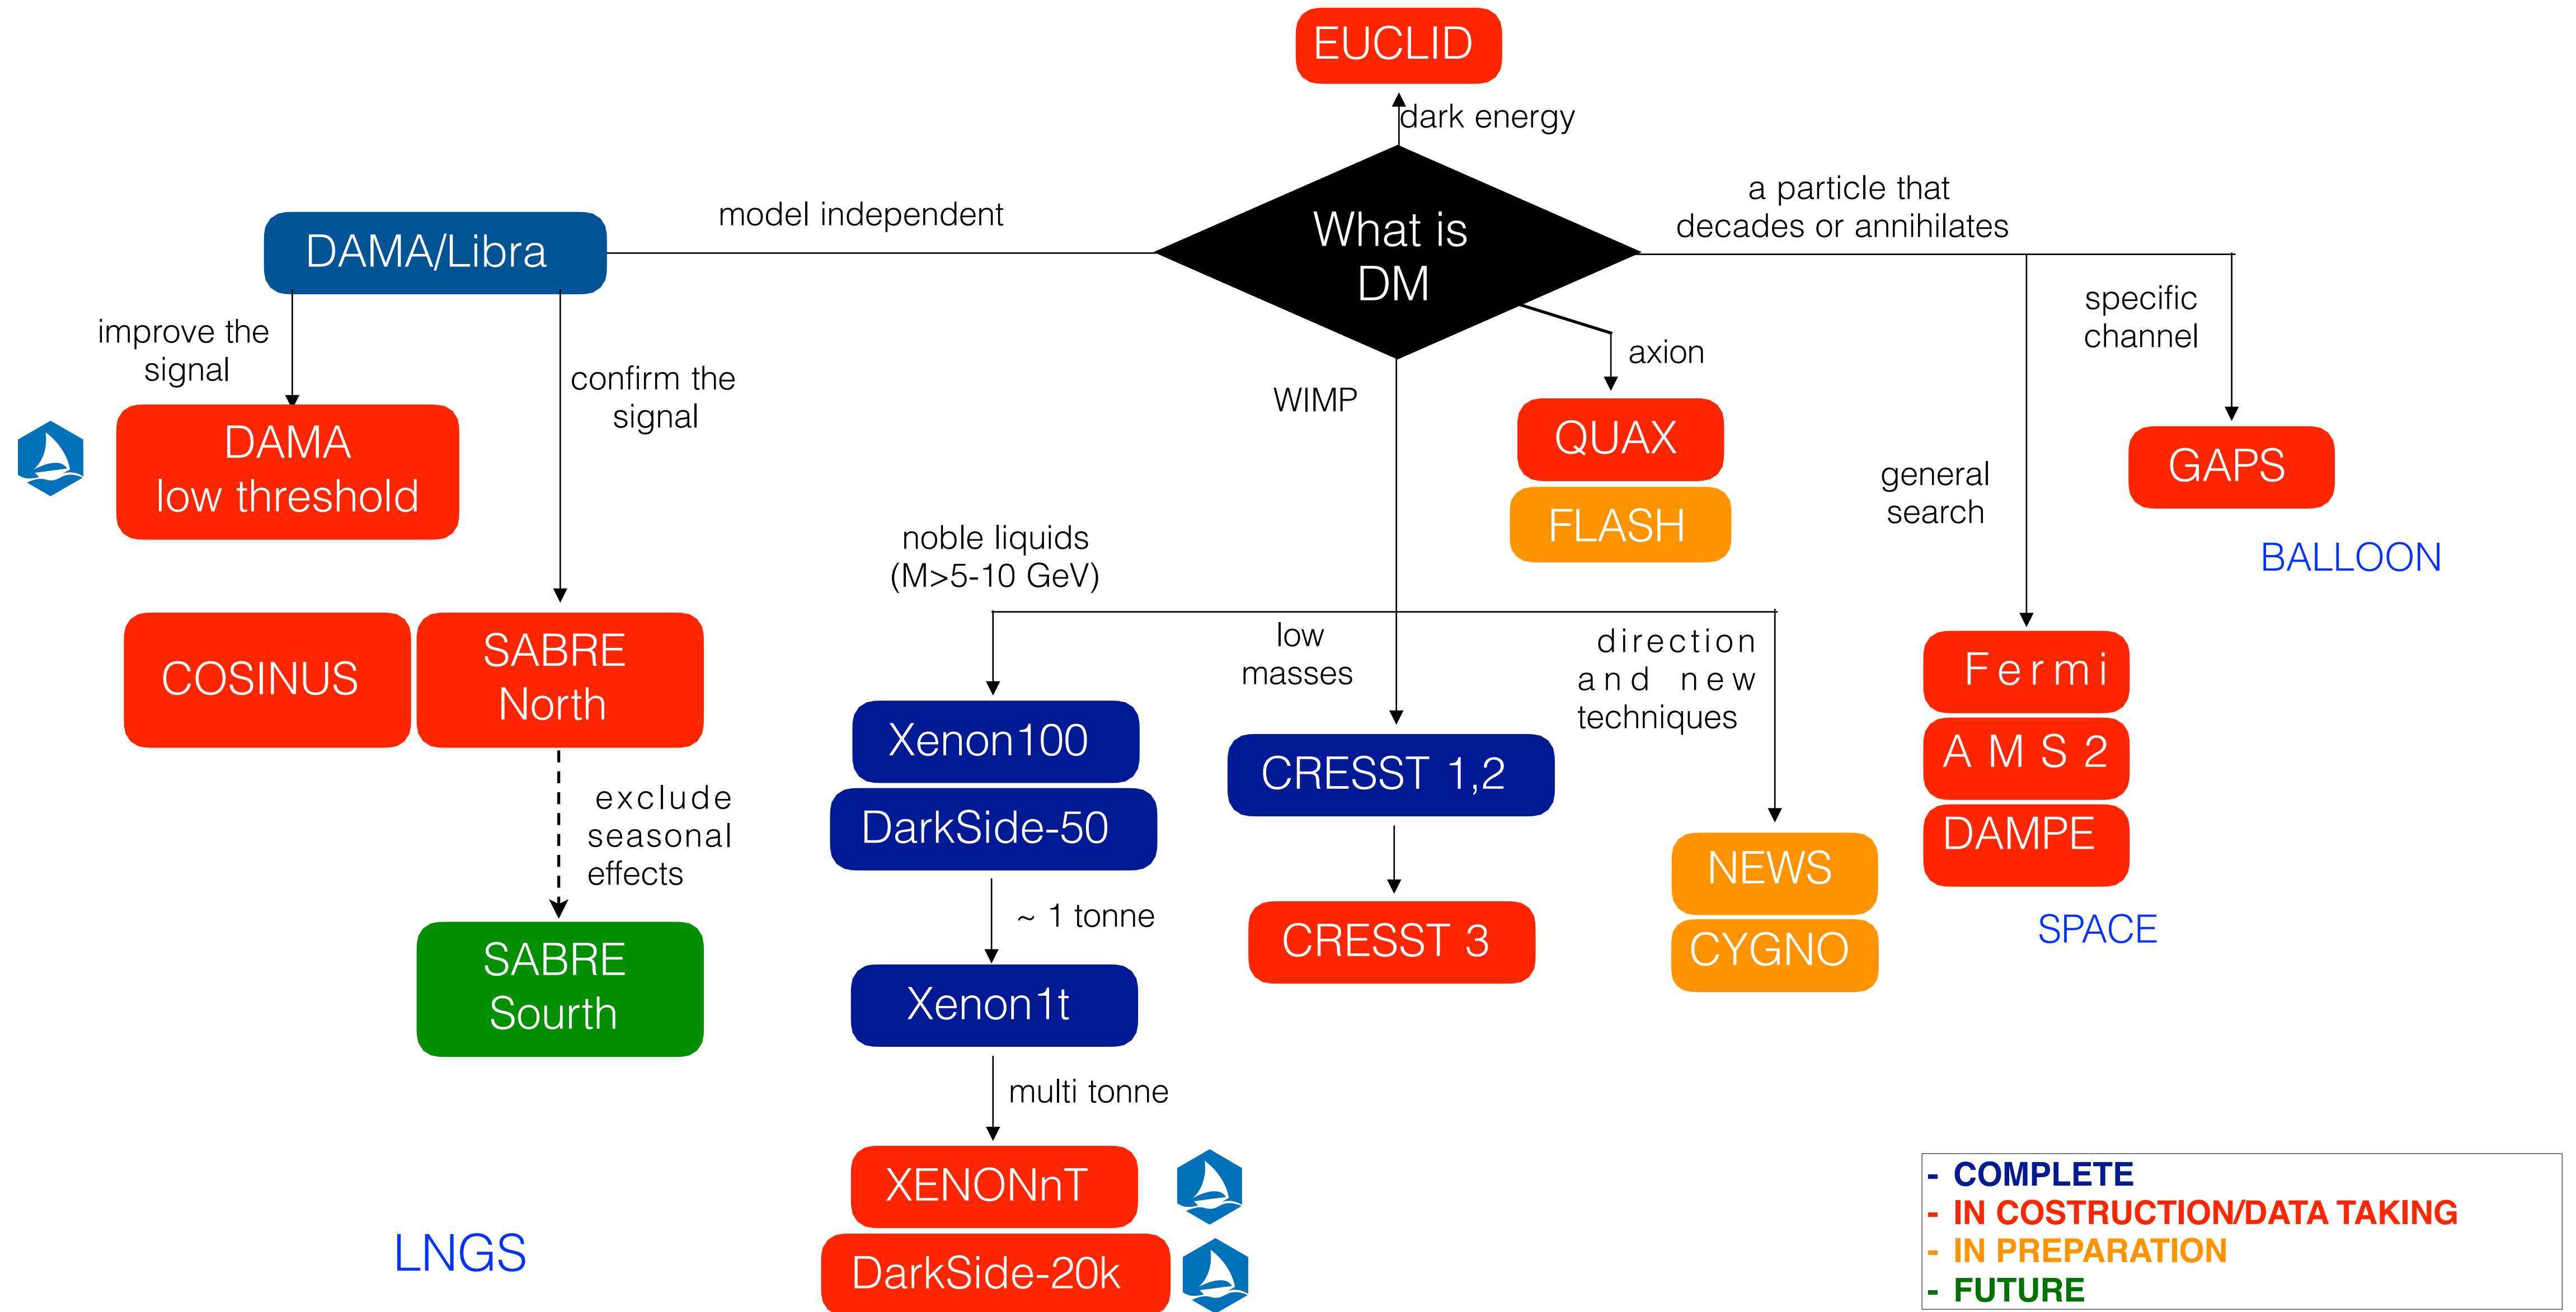 EUCLID
dark energy
What is
DM
model independent
DAMA/Libra
improve the
signal
DAMA
low threshold
confirm the
signal
COSINUS
SABRE
North
exclude
seasonal
effects
SABRE
Sourth
LNGS
WIMP
noble liquids
(M>5-10 GeV)
Xenon100
DarkSide-50
~ 1 tonne
Xenon1t
multi tonne
XENONnT
DarkSide-20k
low
masses
CRESST 1,2
CRESST 3
direction
and new
techniques
NEWS
CYGNO
axion
QUAX
FLASH
a particle that
decades or annihilates
general
search
Fermi
AMS2
DAMPE
SPACE
specific
channel
GAPS
BALLOON
- COMPLETE
- IN COSTRUCTION/DATA TAKING
- IN PREPARATION
- FUTURE